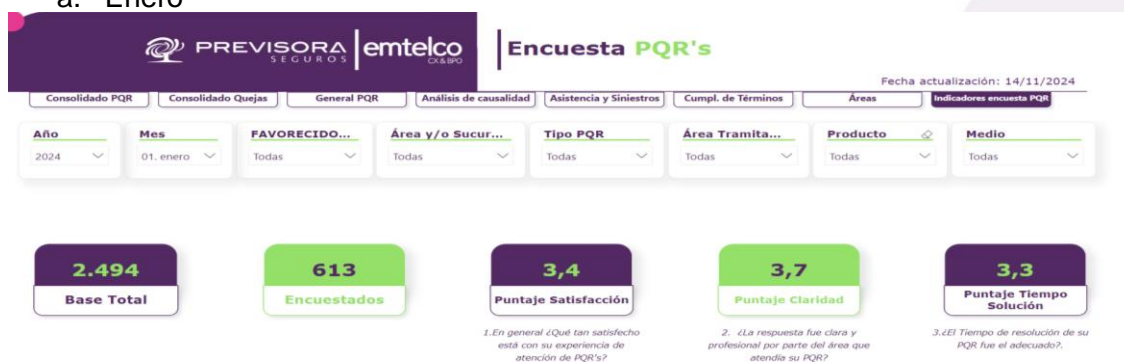 a. Enero
PREVISORA SEGUROS emtelco CX&BPO Encuesta PQR's
Fecha actualización: 14/11/2024
Consolidado PQR Consolidado Quejas General PQR Análisis de causalidad Asistencia y Siniestros Cumpl. de Términos Áreas Indicadores encuesta PQR
Año Mes FAVORECIDO... Área y/o Sucur... Tipo PQR Área Tramita... Producto Medio
2024 01. enero Todas Todas Todas Todas Todas Todas
2.494 613 3,4 3,7 3,3
Base Total Encuestados Puntaje Satisfacción Puntaje Claridad Puntaje Tiempo Solución
1.En general ¿Qué tan satisfecho está con su experiencia de atención de PQR's?
2. ¿La respuesta fue clara y profesional por parte del área que atendía su PQR?
3.¿El Tiempo de resolución de su PQR fue el adecuado?.